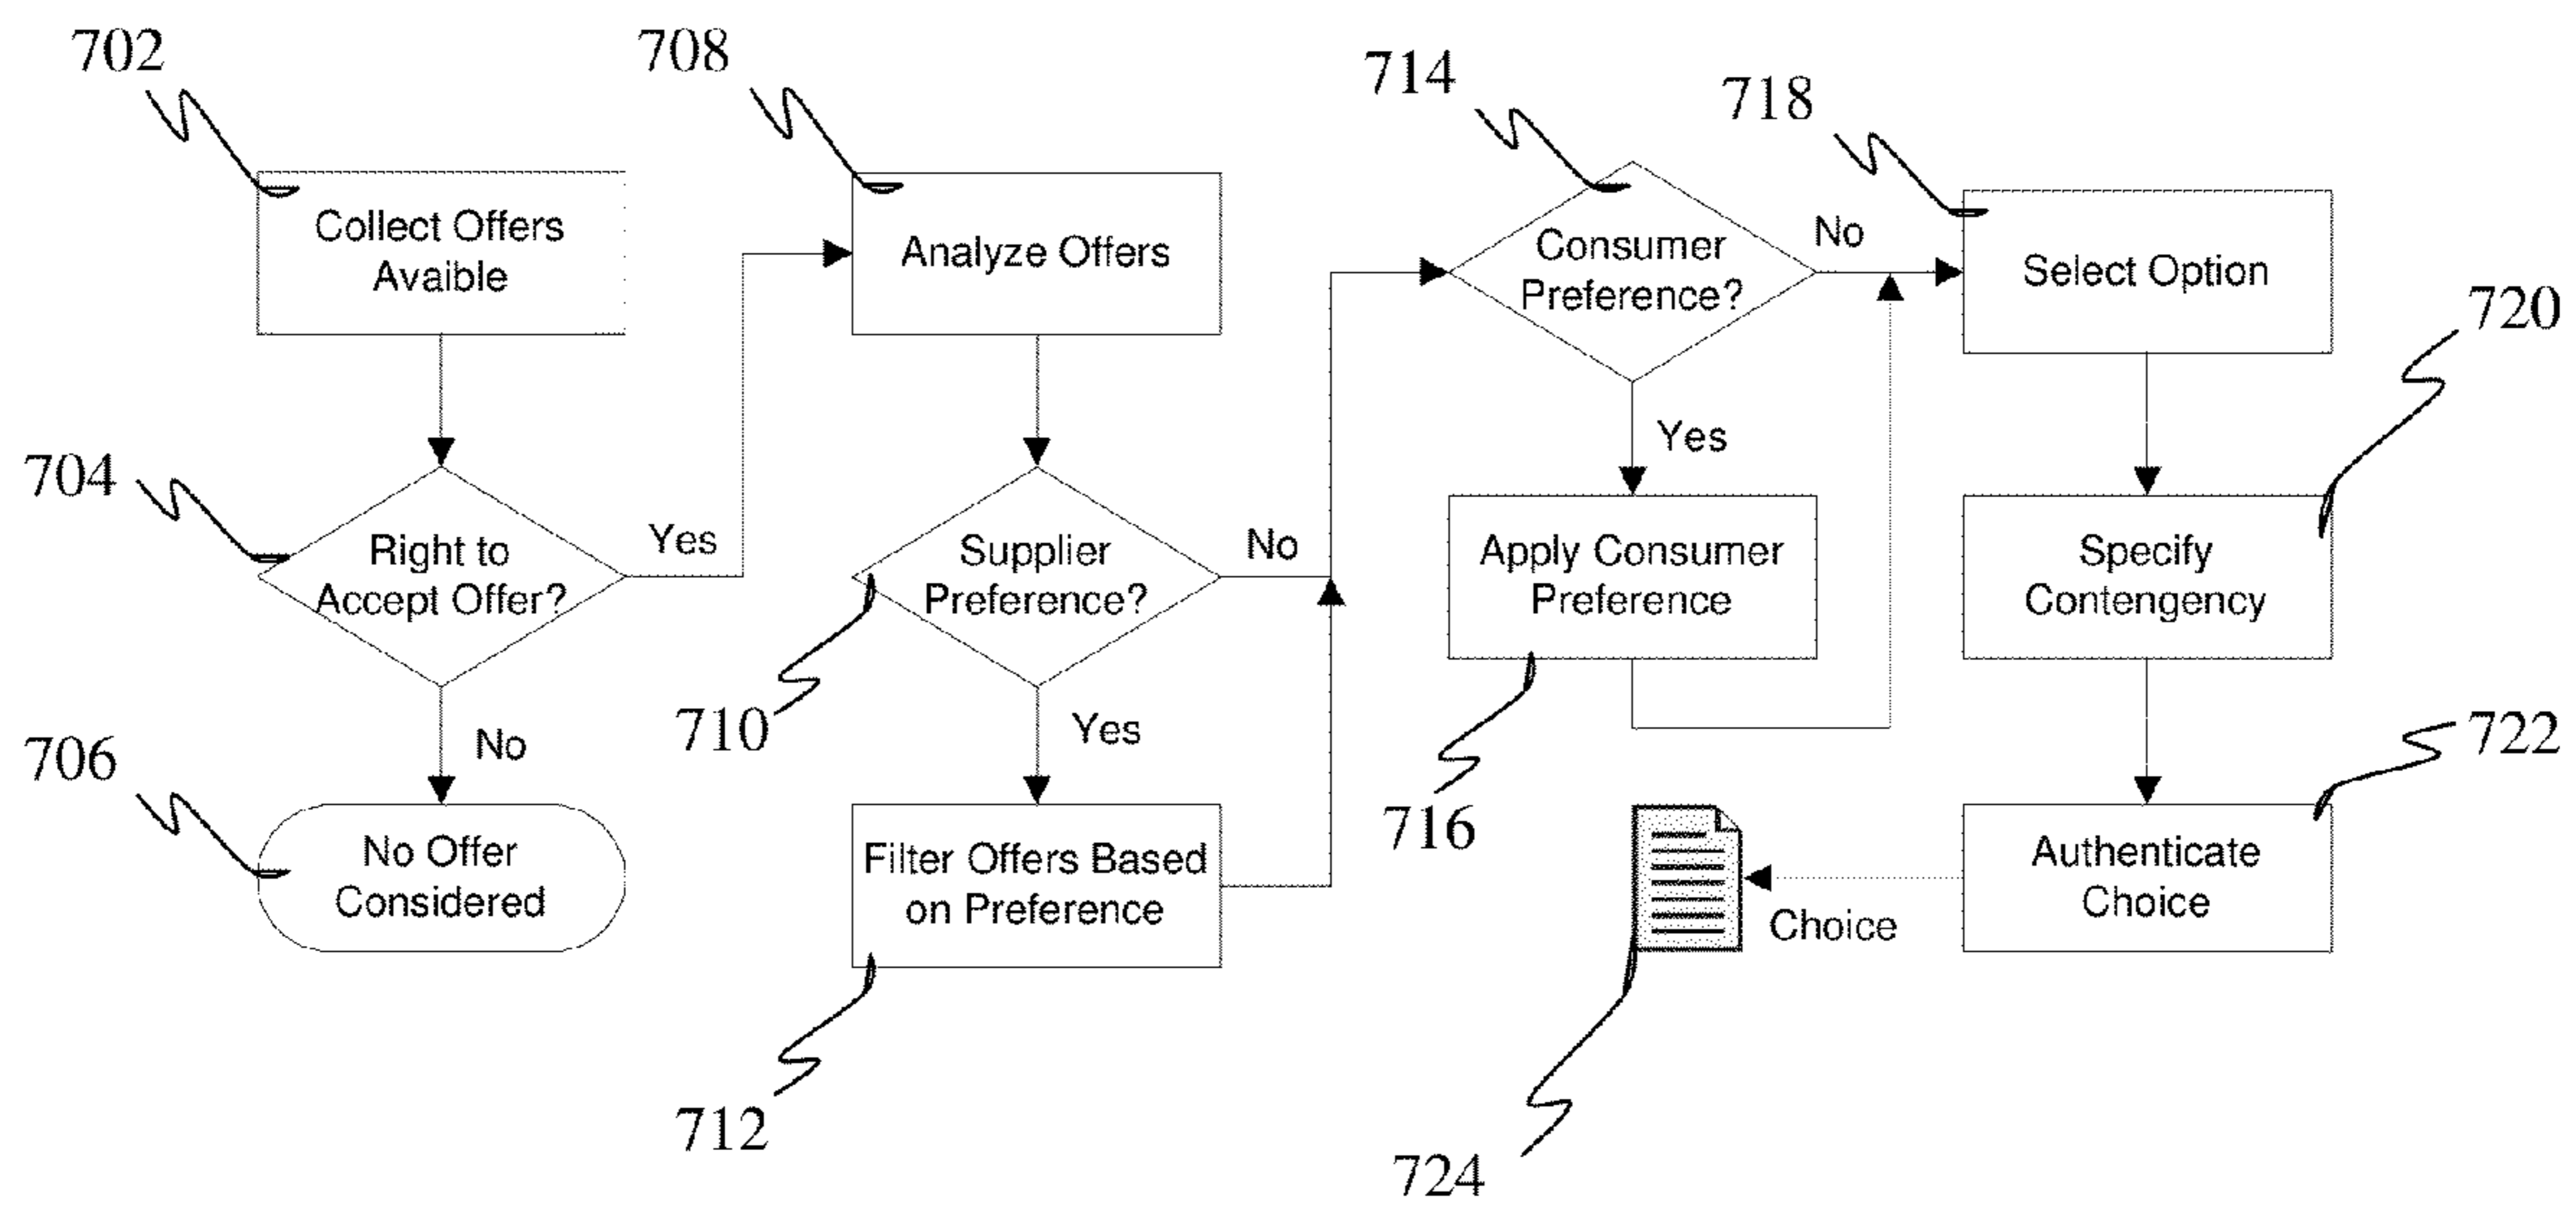 702
Collect Offers
Avaible
704
Right to
Accept Offer?
Yes
No
706
No Offer
Considered
708
Analyze Offers
710
Supplier
Preference?
No
Yes
712
Filter Offers Based
on Preference
714
Consumer
Preference?
No
Yes
716
Apply Consumer
Preference
718
Select Option
720
Specify
Contengency
722
Authenticate
Choice
Choice
724